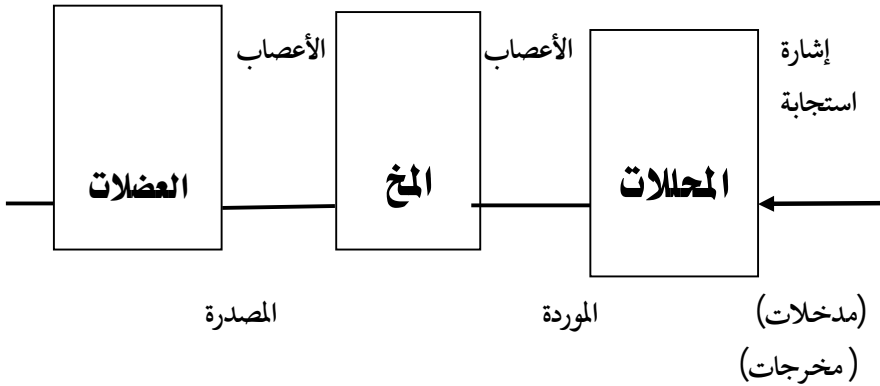 إشارة الأعصاب الأعصاب
استجابة
المحللات المخ العضلات
(مدخلات) الموردة المصدرة
(مخرجات)